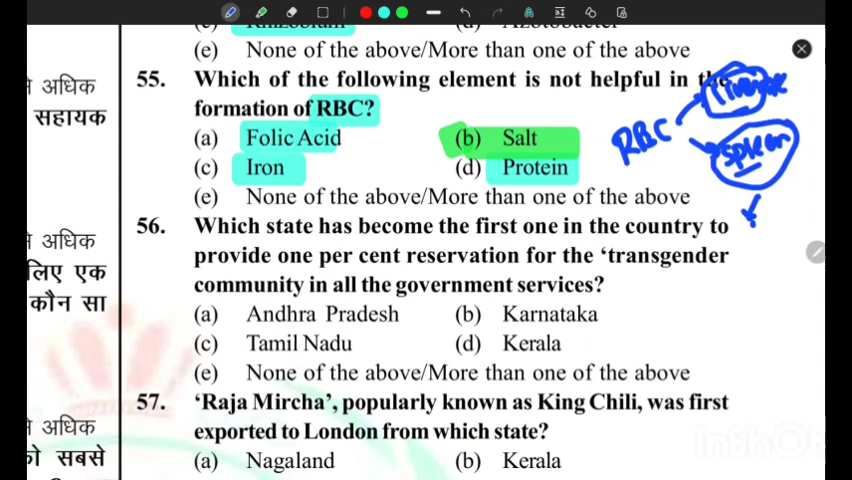 (c) Rhizobium (d) Azotobacter
(e) None of the above/More than one of the above
ने अधिक
55. Which of the following element is not helpful in the
सहायक
formation of RBC?
(a) Folic Acid (b) Salt
(c) Iron (d) Protein
RBC
spleen
(e) None of the above/More than one of the above
56. Which state has become the first one in the country to
अधिक
provide one per cent reservation for the ‘transgender
लिए एक
community in all the government services?
कौन सा
(a) Andhra Pradesh (b) Karnataka
(c) Tamil Nadu (d) Kerala
(e) None of the above/More than one of the above
57. ‘Raja Mircha’, popularly known as King Chili, was first
अधिक
exported to London from which state?
को सबसे
(a) Nagaland (b) Kerala
InShOt